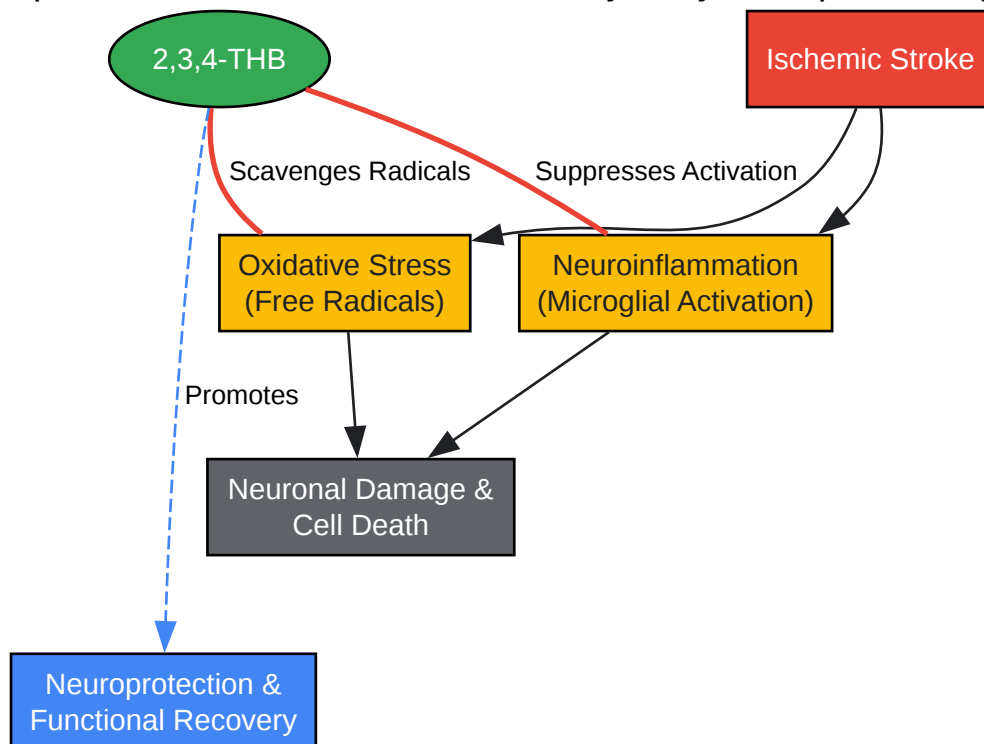 2,3,4-THB
Ischemic Stroke
Scavenges Radicals
Suppresses Activation
Oxidative Stress
(Free Radicals)
Neuroinflammation
(Microglial Activation)
Promotes
Neuronal Damage &
Cell Death
Neuroprotection &
Functional Recovery